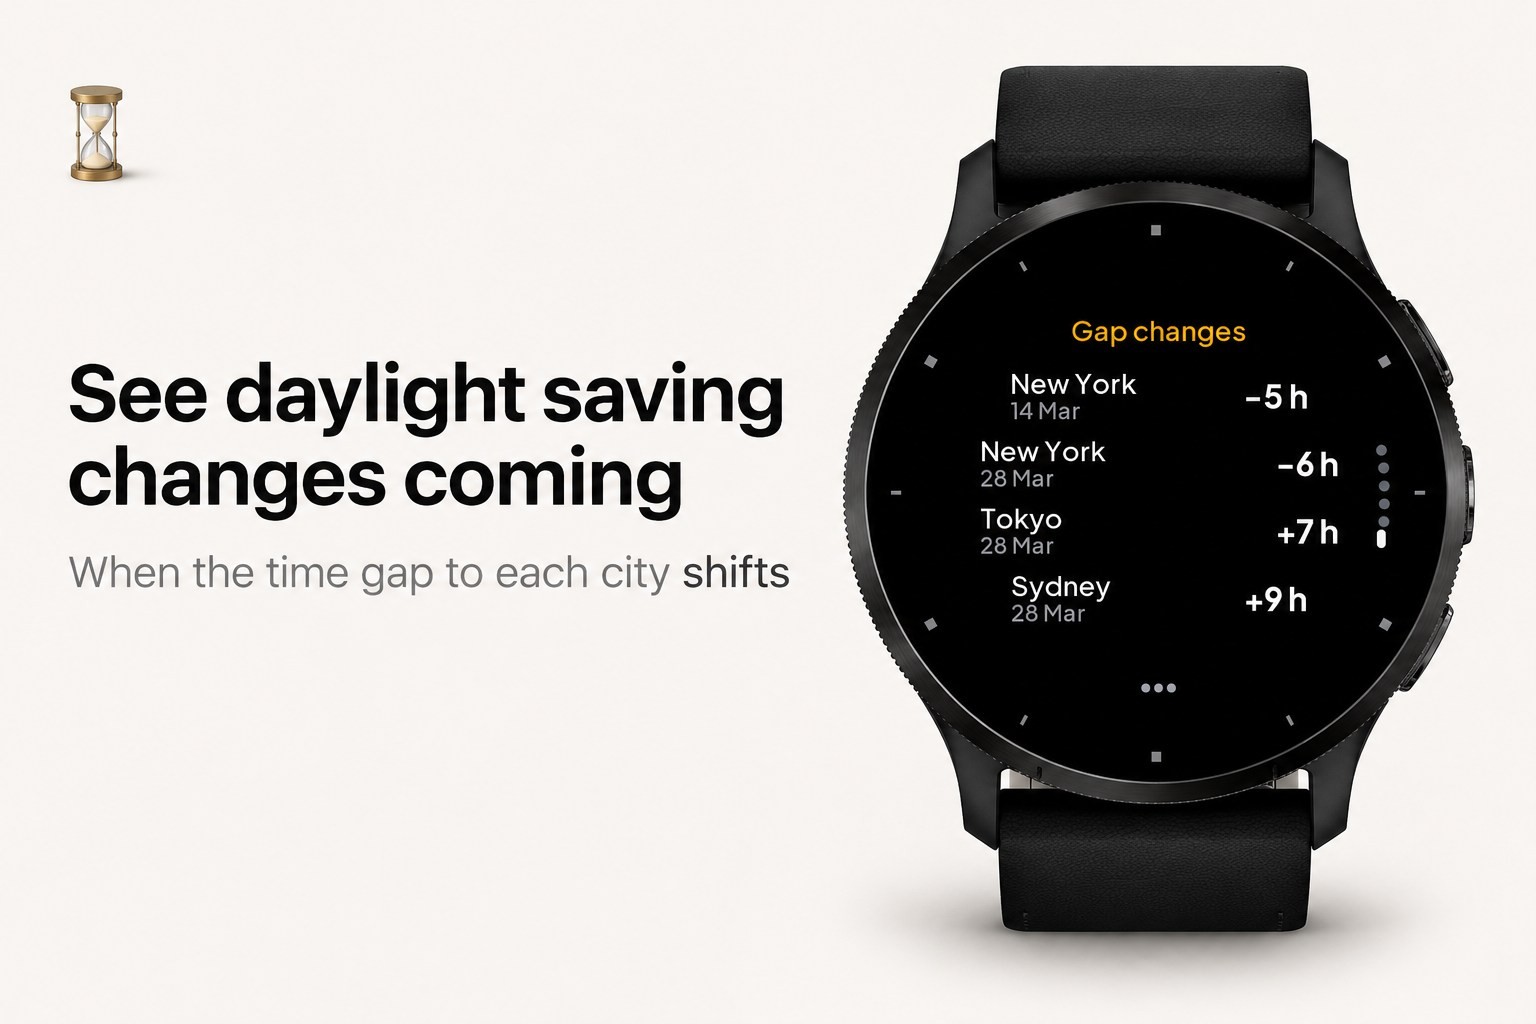 See daylight saving
changes coming
When the time gap to each city shifts
Gap changes
New York
14 Mar
-5 h
New York
28 Mar
-6 h
Tokyo
28 Mar
+7 h
Sydney
28 Mar
+9 h